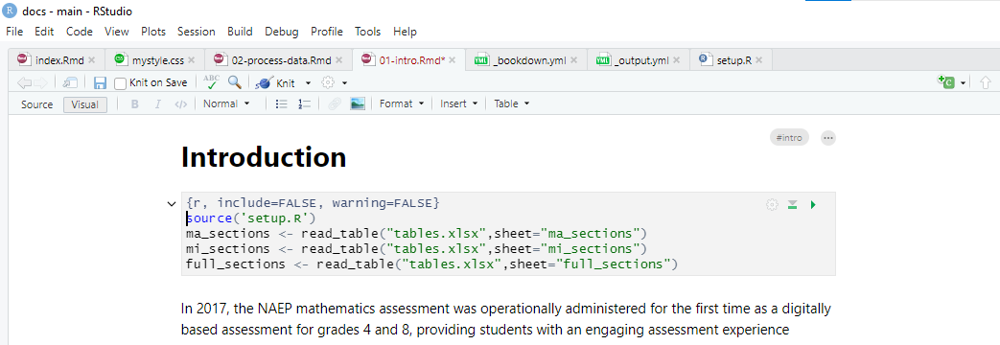 docs - main - RStudio
File Edit Code View Plots Session Build Debug Profile Tools Help
index.Rmd mystyle.css 02-process-data.Rmd 01-intro.Rmd* _bookdown.yml _output.yml setup.R
Knit on Save ABC Knit
Source Visual B I </> Normal Format Insert Table
#intro
Introduction
{r, include=FALSE, warning=FALSE}
source('setup.R')
ma_sections <- read_table("tables.xlsx",sheet="ma_sections")
mi_sections <- read_table("tables.xlsx",sheet="mi_sections")
full_sections <- read_table("tables.xlsx",sheet="full_sections")
In 2017, the NAEP mathematics assessment was operationally administered for the first time as a digitally
based assessment for grades 4 and 8, providing students with an engaging assessment experience